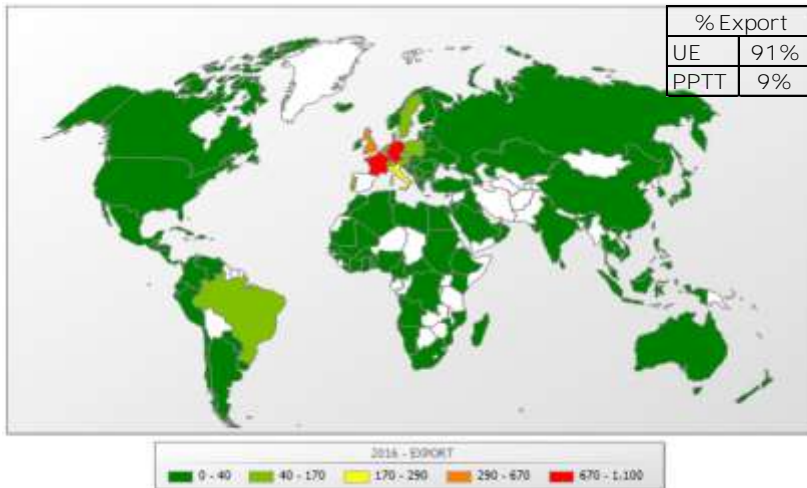 % Export
UE 91%
PPTT 9%
2016 - EXPORT
0 - 40 40 - 170 170 - 290 290 - 670 670 - 1.100